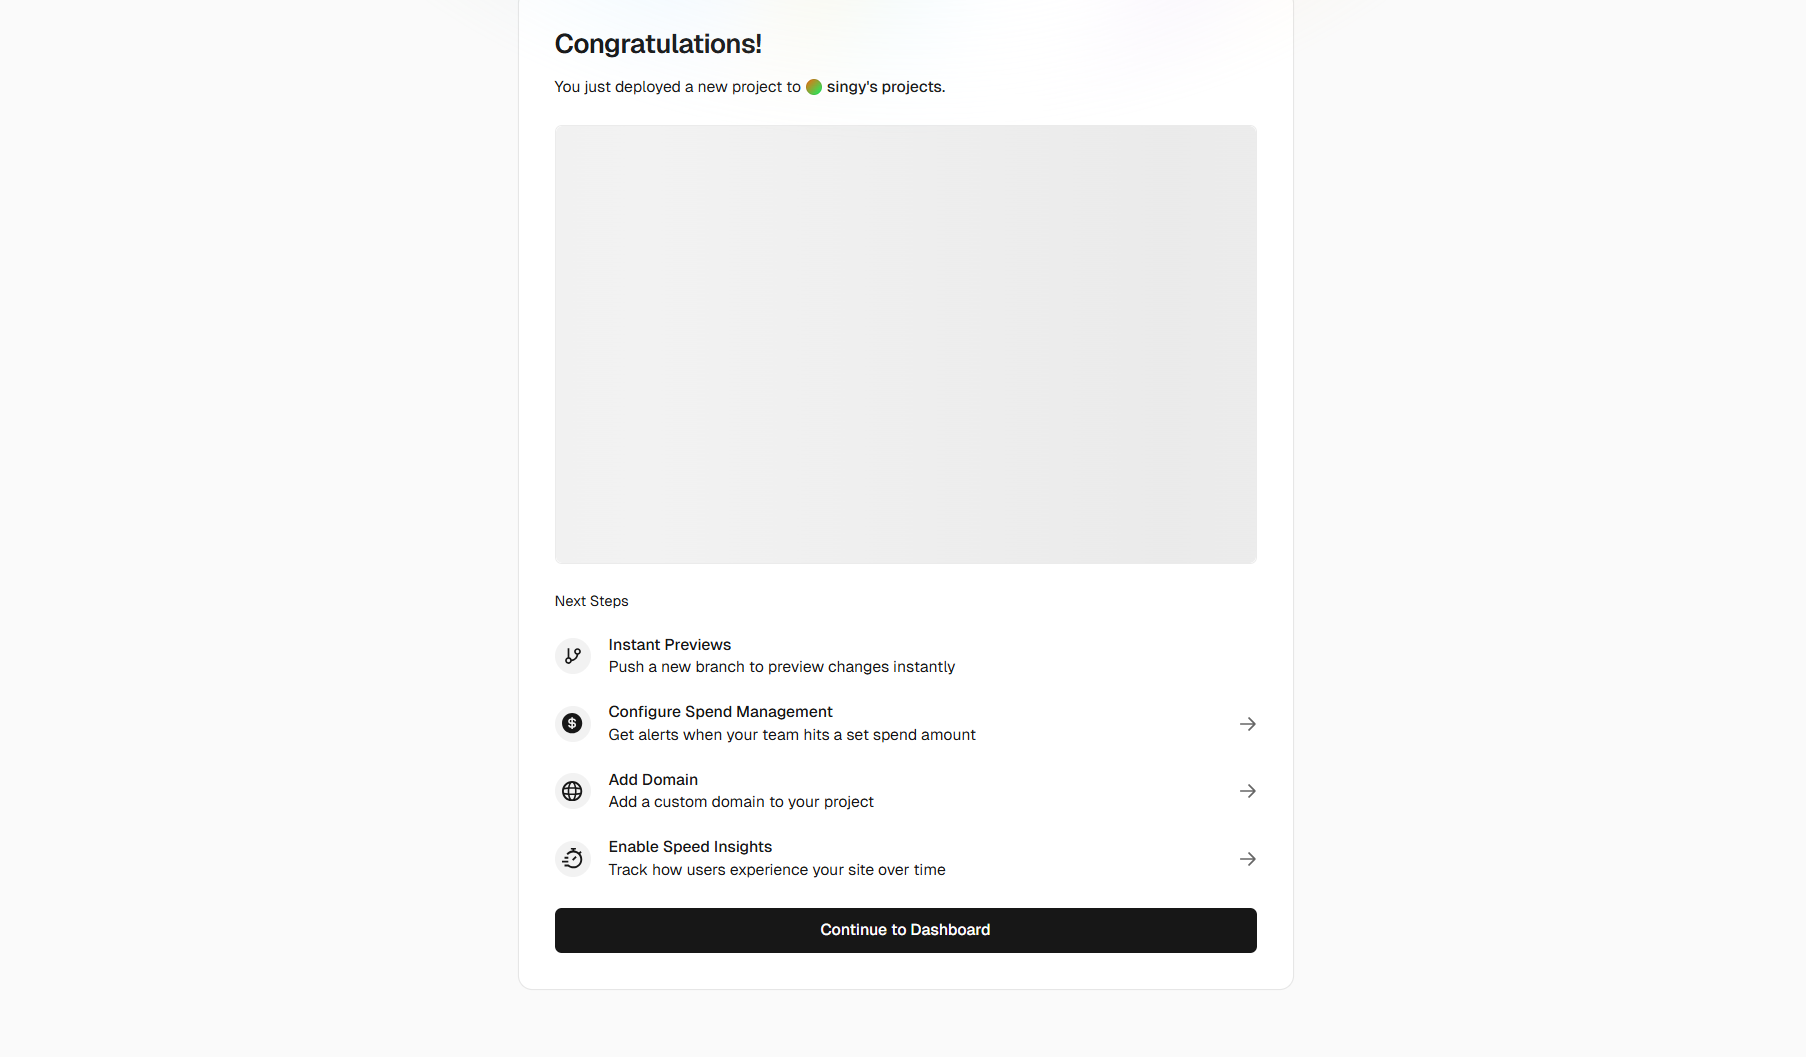 Congratulations!
You just deployed a new project to singy's projects.
Next Steps
Instant Previews
Push a new branch to preview changes instantly
Configure Spend Management
Get alerts when your team hits a set spend amount
Add Domain
Add a custom domain to your project
Enable Speed Insights
Track how users experience your site over time
Continue to Dashboard